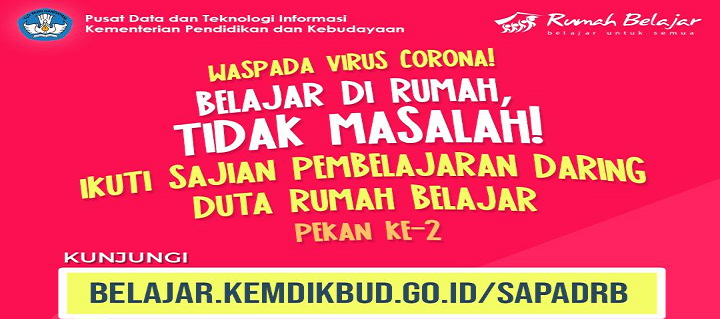 Pusat Data dan Teknologi Informasi
Kementerian Pendidikan dan Kebudayaan
Rumah Belajar
belajar untuk semua
WASPADA VIRUS CORONA!
BELAJAR DI RUMAH,
TIDAK MASALAH!
IKUTI SAJIAN PEMBELAJARAN DARING
DUTA RUMAH BELAJAR
PEKAN KE-2
KUNJUNGI
BELAJAR.KEMDIKBUD.GO.ID/SAPADRB